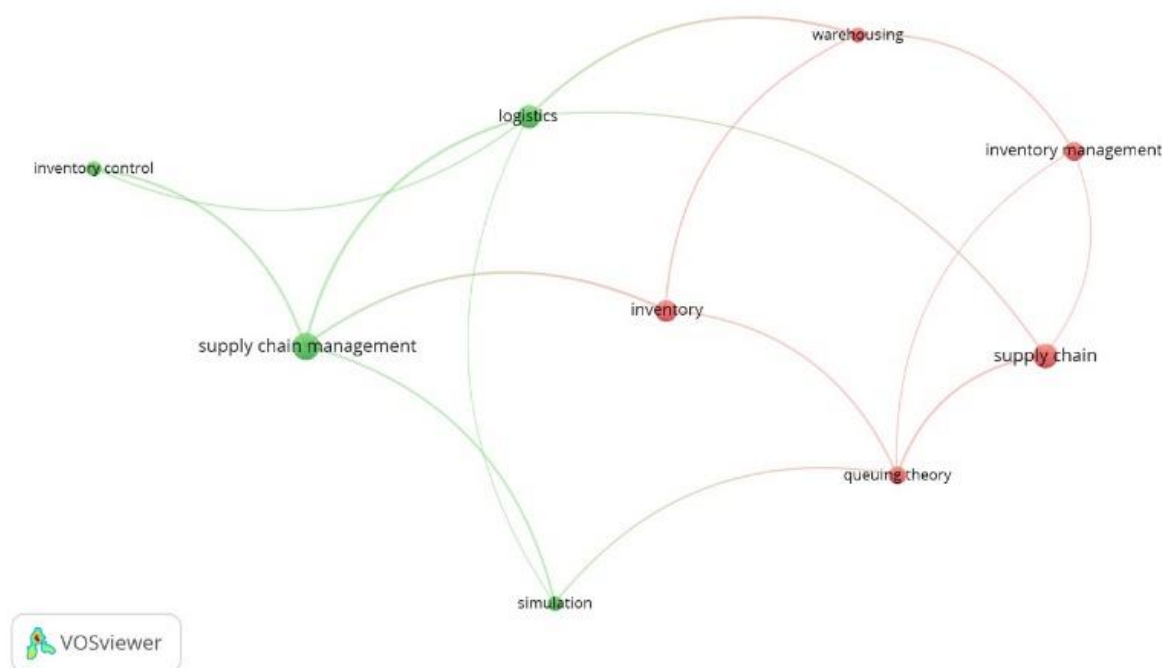 warehousing
logistics
inventory management
inventory control
inventory
supply chain management
supply chain
queuing theory
simulation
VOSviewer